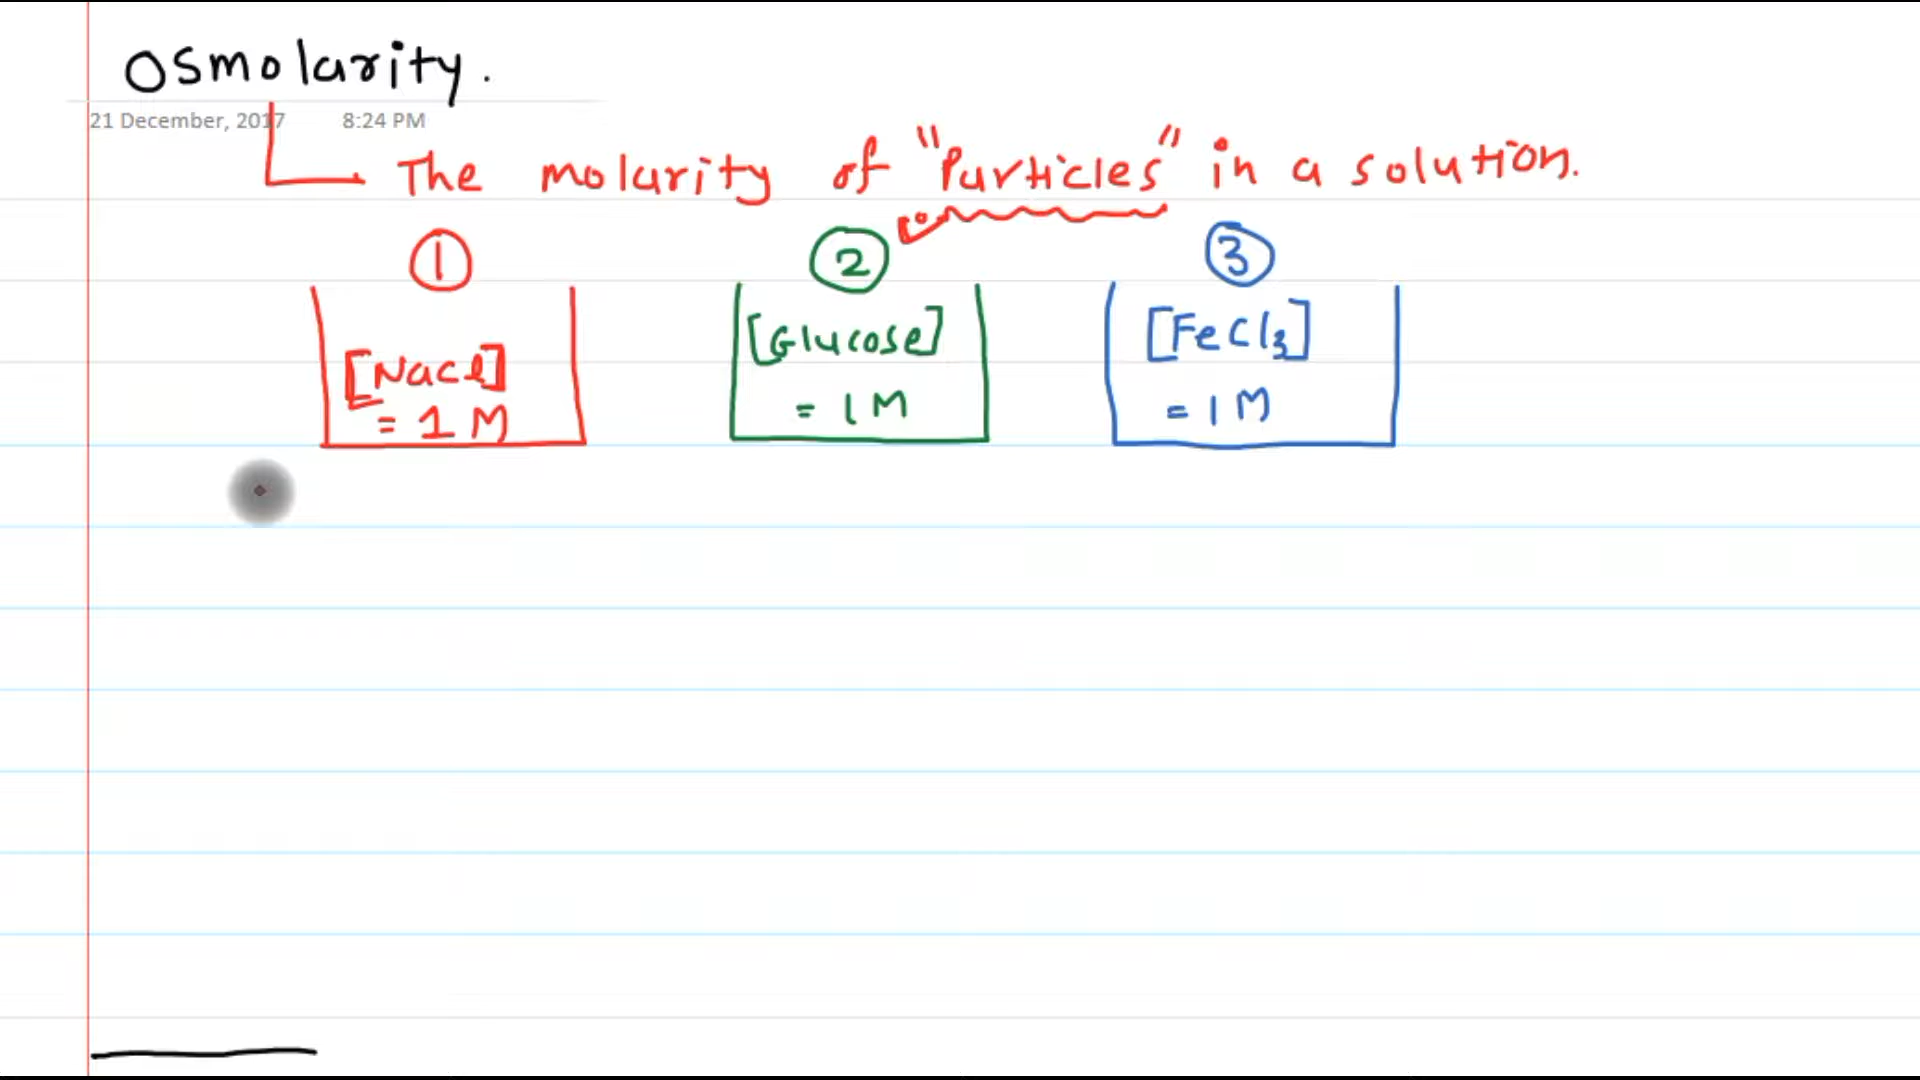 Osmolarity.
21 December, 2017 8:24 PM
The molarity of "Particles" in a solution.
1 2 3
[NaCl] = 1 M
[Glucose] = 1 M
[FeCl3] = 1 M